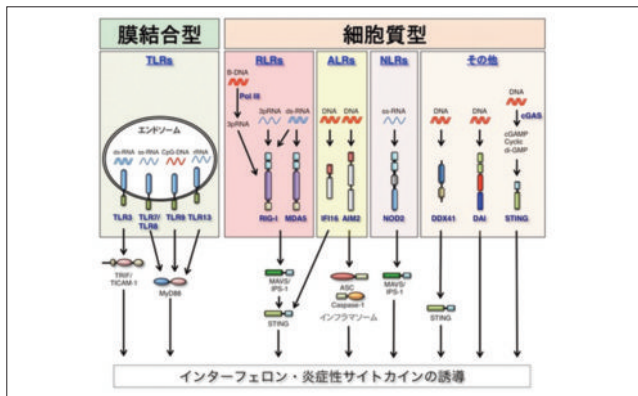 膜結合型
細胞質型
TLRs
RLRs
ALRs
NLRs
その他
B-DNA
Pol III
3pRNA
3pRNA
ds-RNA
DNA
DNA
ss-RNA
DNA
DNA
DNA
cGAS
cGAMP
Cyclic
di-GMP
エンドソーム
ds-RNA
ss-RNA
CpG-DNA
rRNA
TLR3
TLR7/
TLR8
TLR9
TLR13
RIG-I
MDA5
IFI16
AIM2
NOD2
DDX41
DAI
STING
TRIF/
TICAM-1
MyD88
MAVS/
IPS-1
STING
ASC
Caspase-1
インフラマソーム
MAVS/
IPS-1
STING
インターフェロン・炎症性サイトカインの誘導